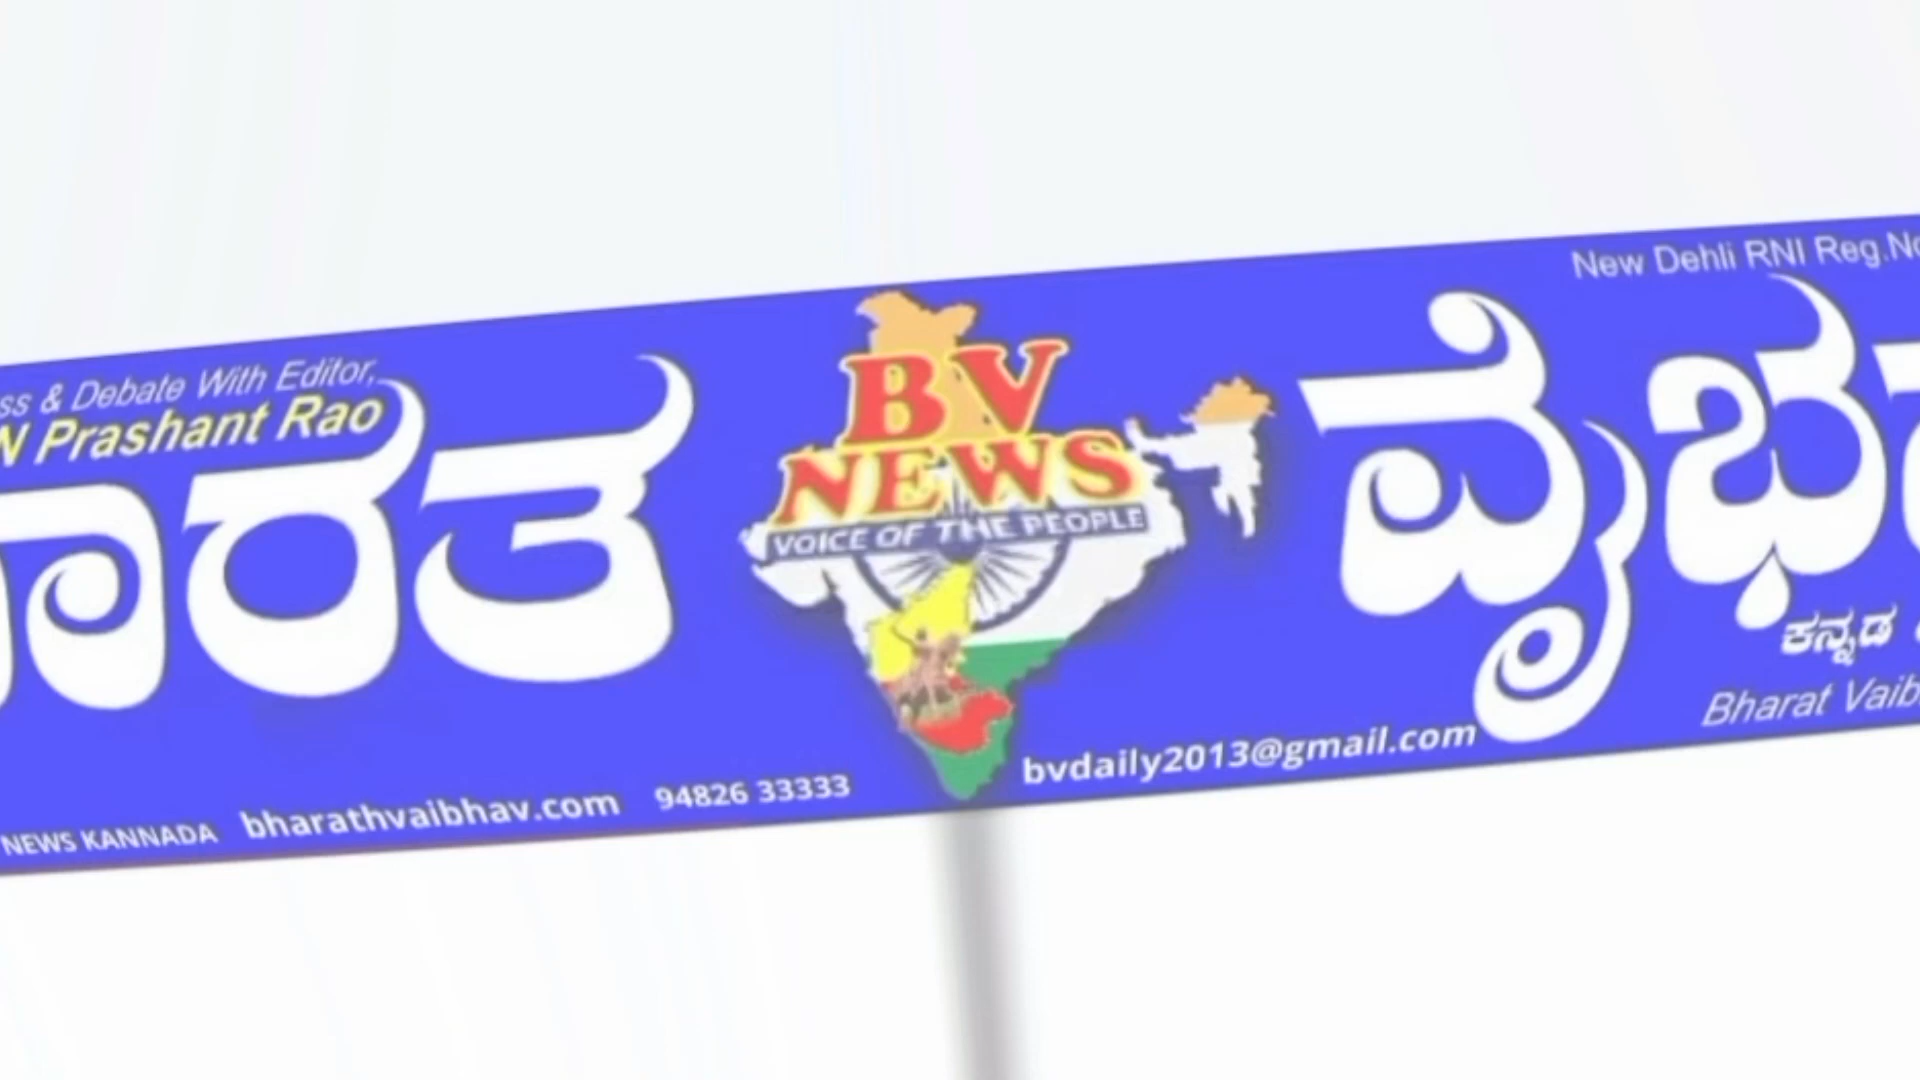 ss & Debate With Editor,
N Prashant Rao
ಾರತ
BV
NEWS
VOICE OF THE PEOPLE
New Dehli RNI Reg.No
ವೈಭ
ಕನ್ನಡ
Bharat Vaib
NEWS KANNADA bharathvaibhav.com 94826 33333 bvdaily2013@gmail.com